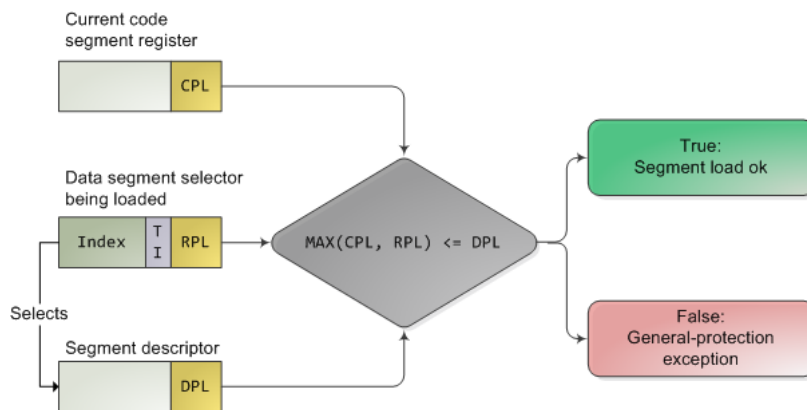 Current code
segment register
CPL
Data segment selector
being loaded
Index
T
I
RPL
Selects
Segment descriptor
DPL
MAX(CPL, RPL) <= DPL
True:
Segment load ok
False:
General-protection
exception